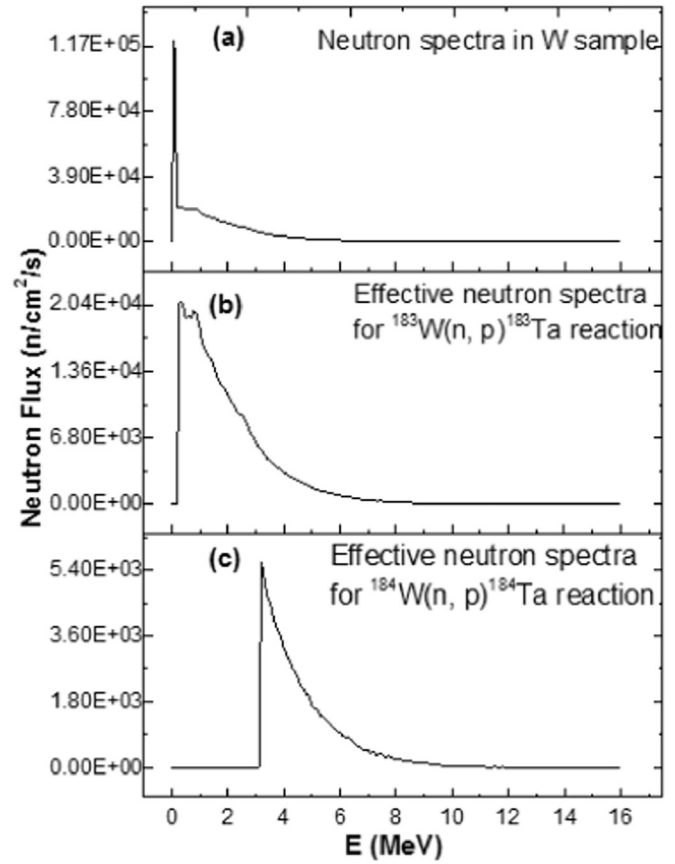 (a)
Neutron spectra in W sample
1.17E+05
7.80E+04
3.90E+04
0.00E+00
(b)
Effective neutron spectra
for ¹⁸³W(n, p)¹⁸³Ta reaction
2.04E+04
1.36E+04
6.80E+03
0.00E+00
Neutron Flux (n/cm²/s)
(c)
Effective neutron spectra
for ¹⁸⁴W(n, p)¹⁸⁴Ta reaction
5.40E+03
3.60E+03
1.80E+03
0.00E+00
0 2 4 6 8 10 12 14 16
E (MeV)